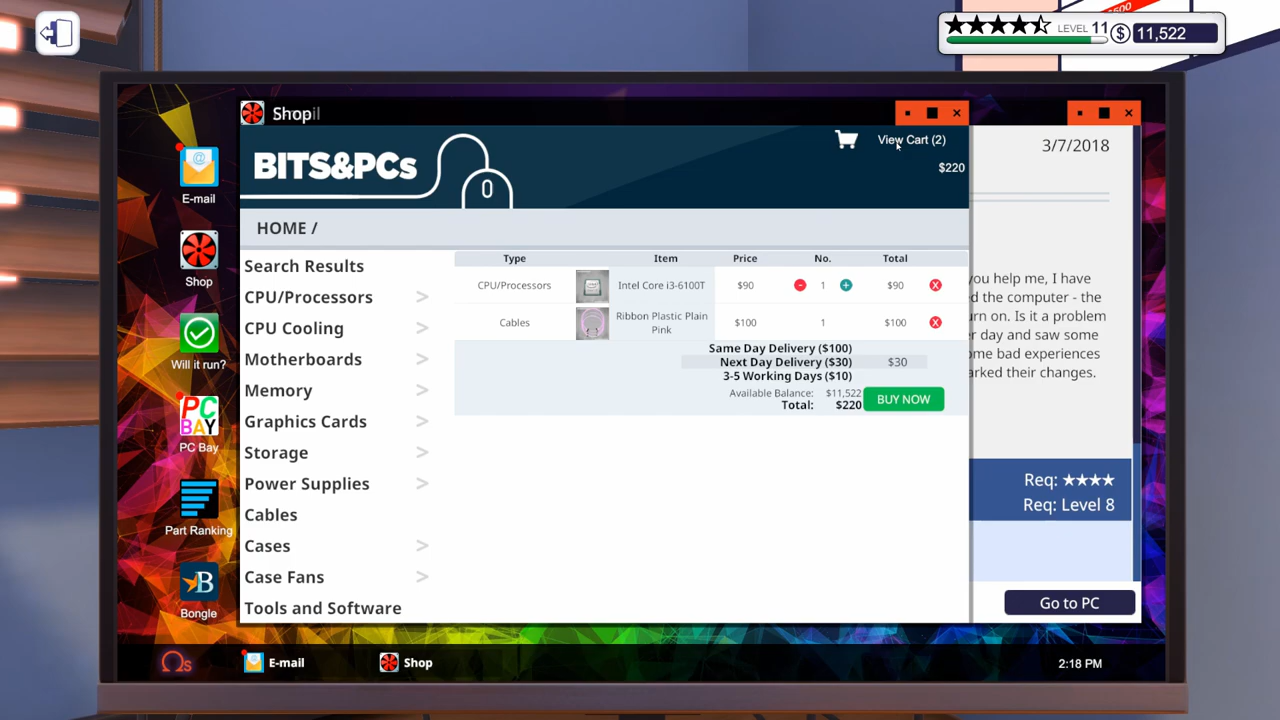 LEVEL 11
$ 11,522
Shop
BITS&PCs
View Cart (2)
$220
3/7/2018
HOME /
E-mail
Shop
Will it run?
PC BAY
PC Bay
Part Ranking
B
Bongle
Search Results
CPU/Processors >
CPU Cooling >
Motherboards >
Memory >
Graphics Cards >
Storage >
Power Supplies >
Cables
Cases >
Case Fans >
Tools and Software
Type Item Price No. Total
CPU/Processors Intel Core i3-6100T $90 - 1 + $90 X
Cables Ribbon Plastic Plain Pink $100 1 $100 X
Same Day Delivery ($100)
Next Day Delivery ($30) $30
3-5 Working Days ($10)
Available Balance: $11,522
Total: $220
BUY NOW
you help me, I have
d the computer - the
rn on. Is it a problem
r day and saw some
ome bad experiences
arked their changes.
Req: ★★★★
Req: Level 8
Go to PC
E-mail
Shop
2:18 PM